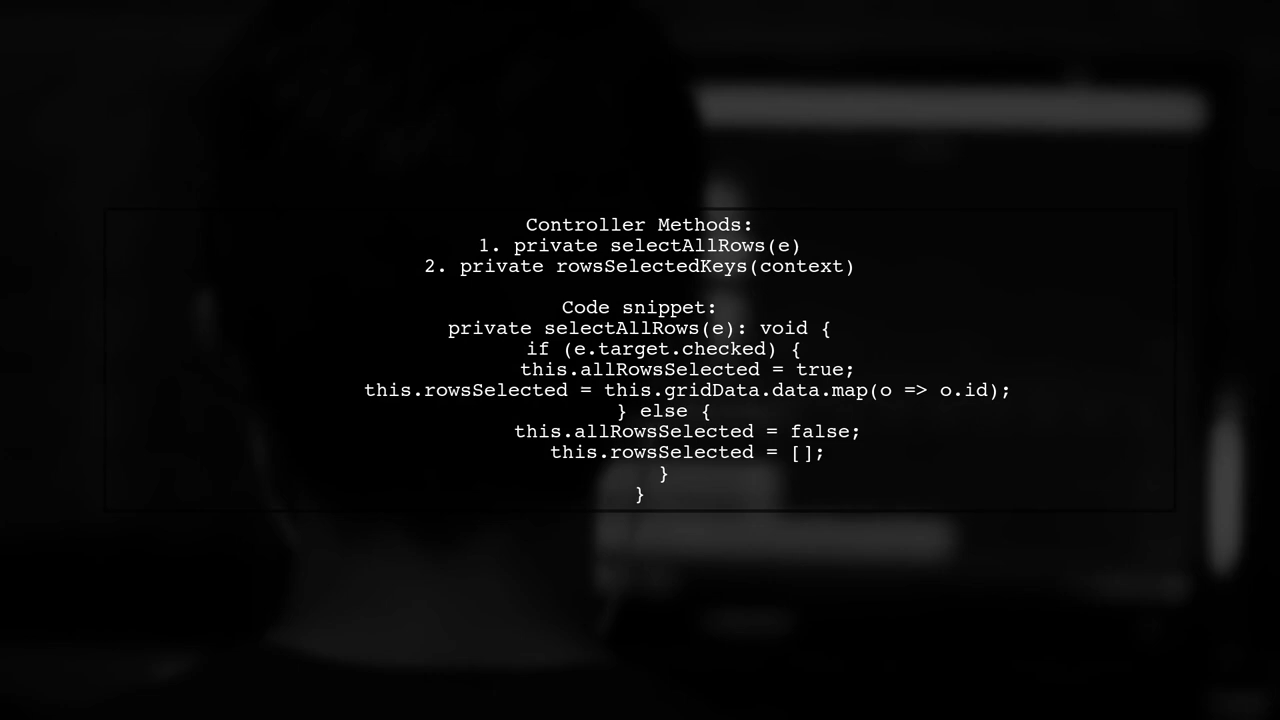 Controller Methods:
1. private selectAllRows(e)
2. private rowsSelectedKeys(context)
Code snippet:
private selectAllRows(e): void {
if (e.target.checked) {
this.allRowsSelected = true;
this.rowsSelected = this.gridData.data.map(o => o.id);
} else {
this.allRowsSelected = false;
this.rowsSelected = [];
}
}